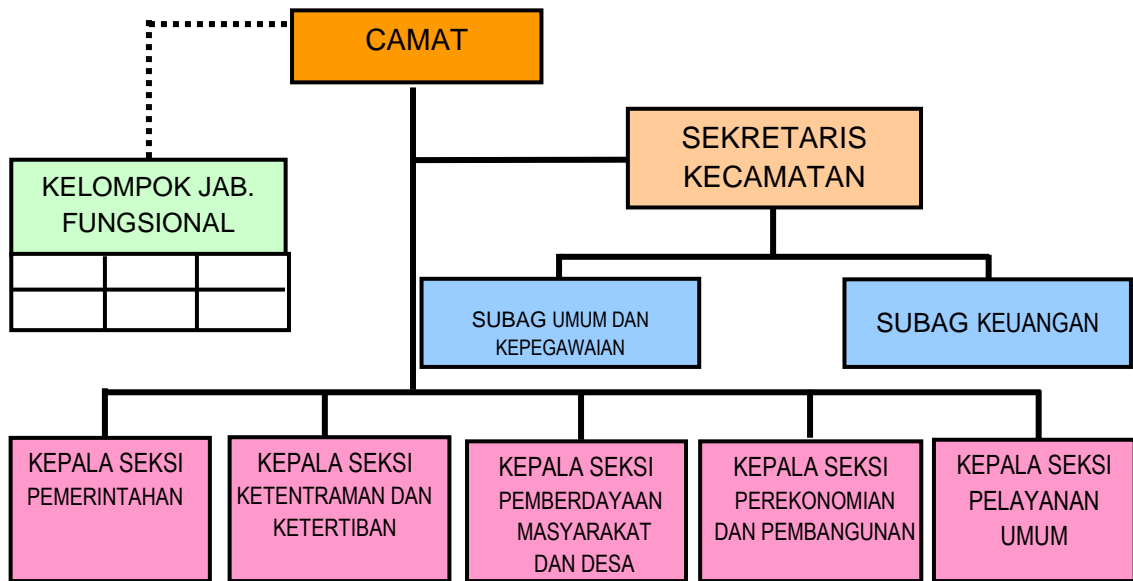 CAMAT
SEKRETARIS
KECAMATAN
KELOMPOK JAB.
FUNGSIONAL
SUBAG UMUM DAN
KEPEGAWAIAN
SUBAG KEUANGAN
KEPALA SEKSI
PEMERINTAHAN
KEPALA SEKSI
KETENTRAMAN DAN
KETERTIBAN
KEPALA SEKSI
PEMBERDAYAAN
MASYARAKAT
DAN DESA
KEPALA SEKSI
PEREKONOMIAN
DAN PEMBANGUNAN
KEPALA SEKSI
PELAYANAN
UMUM